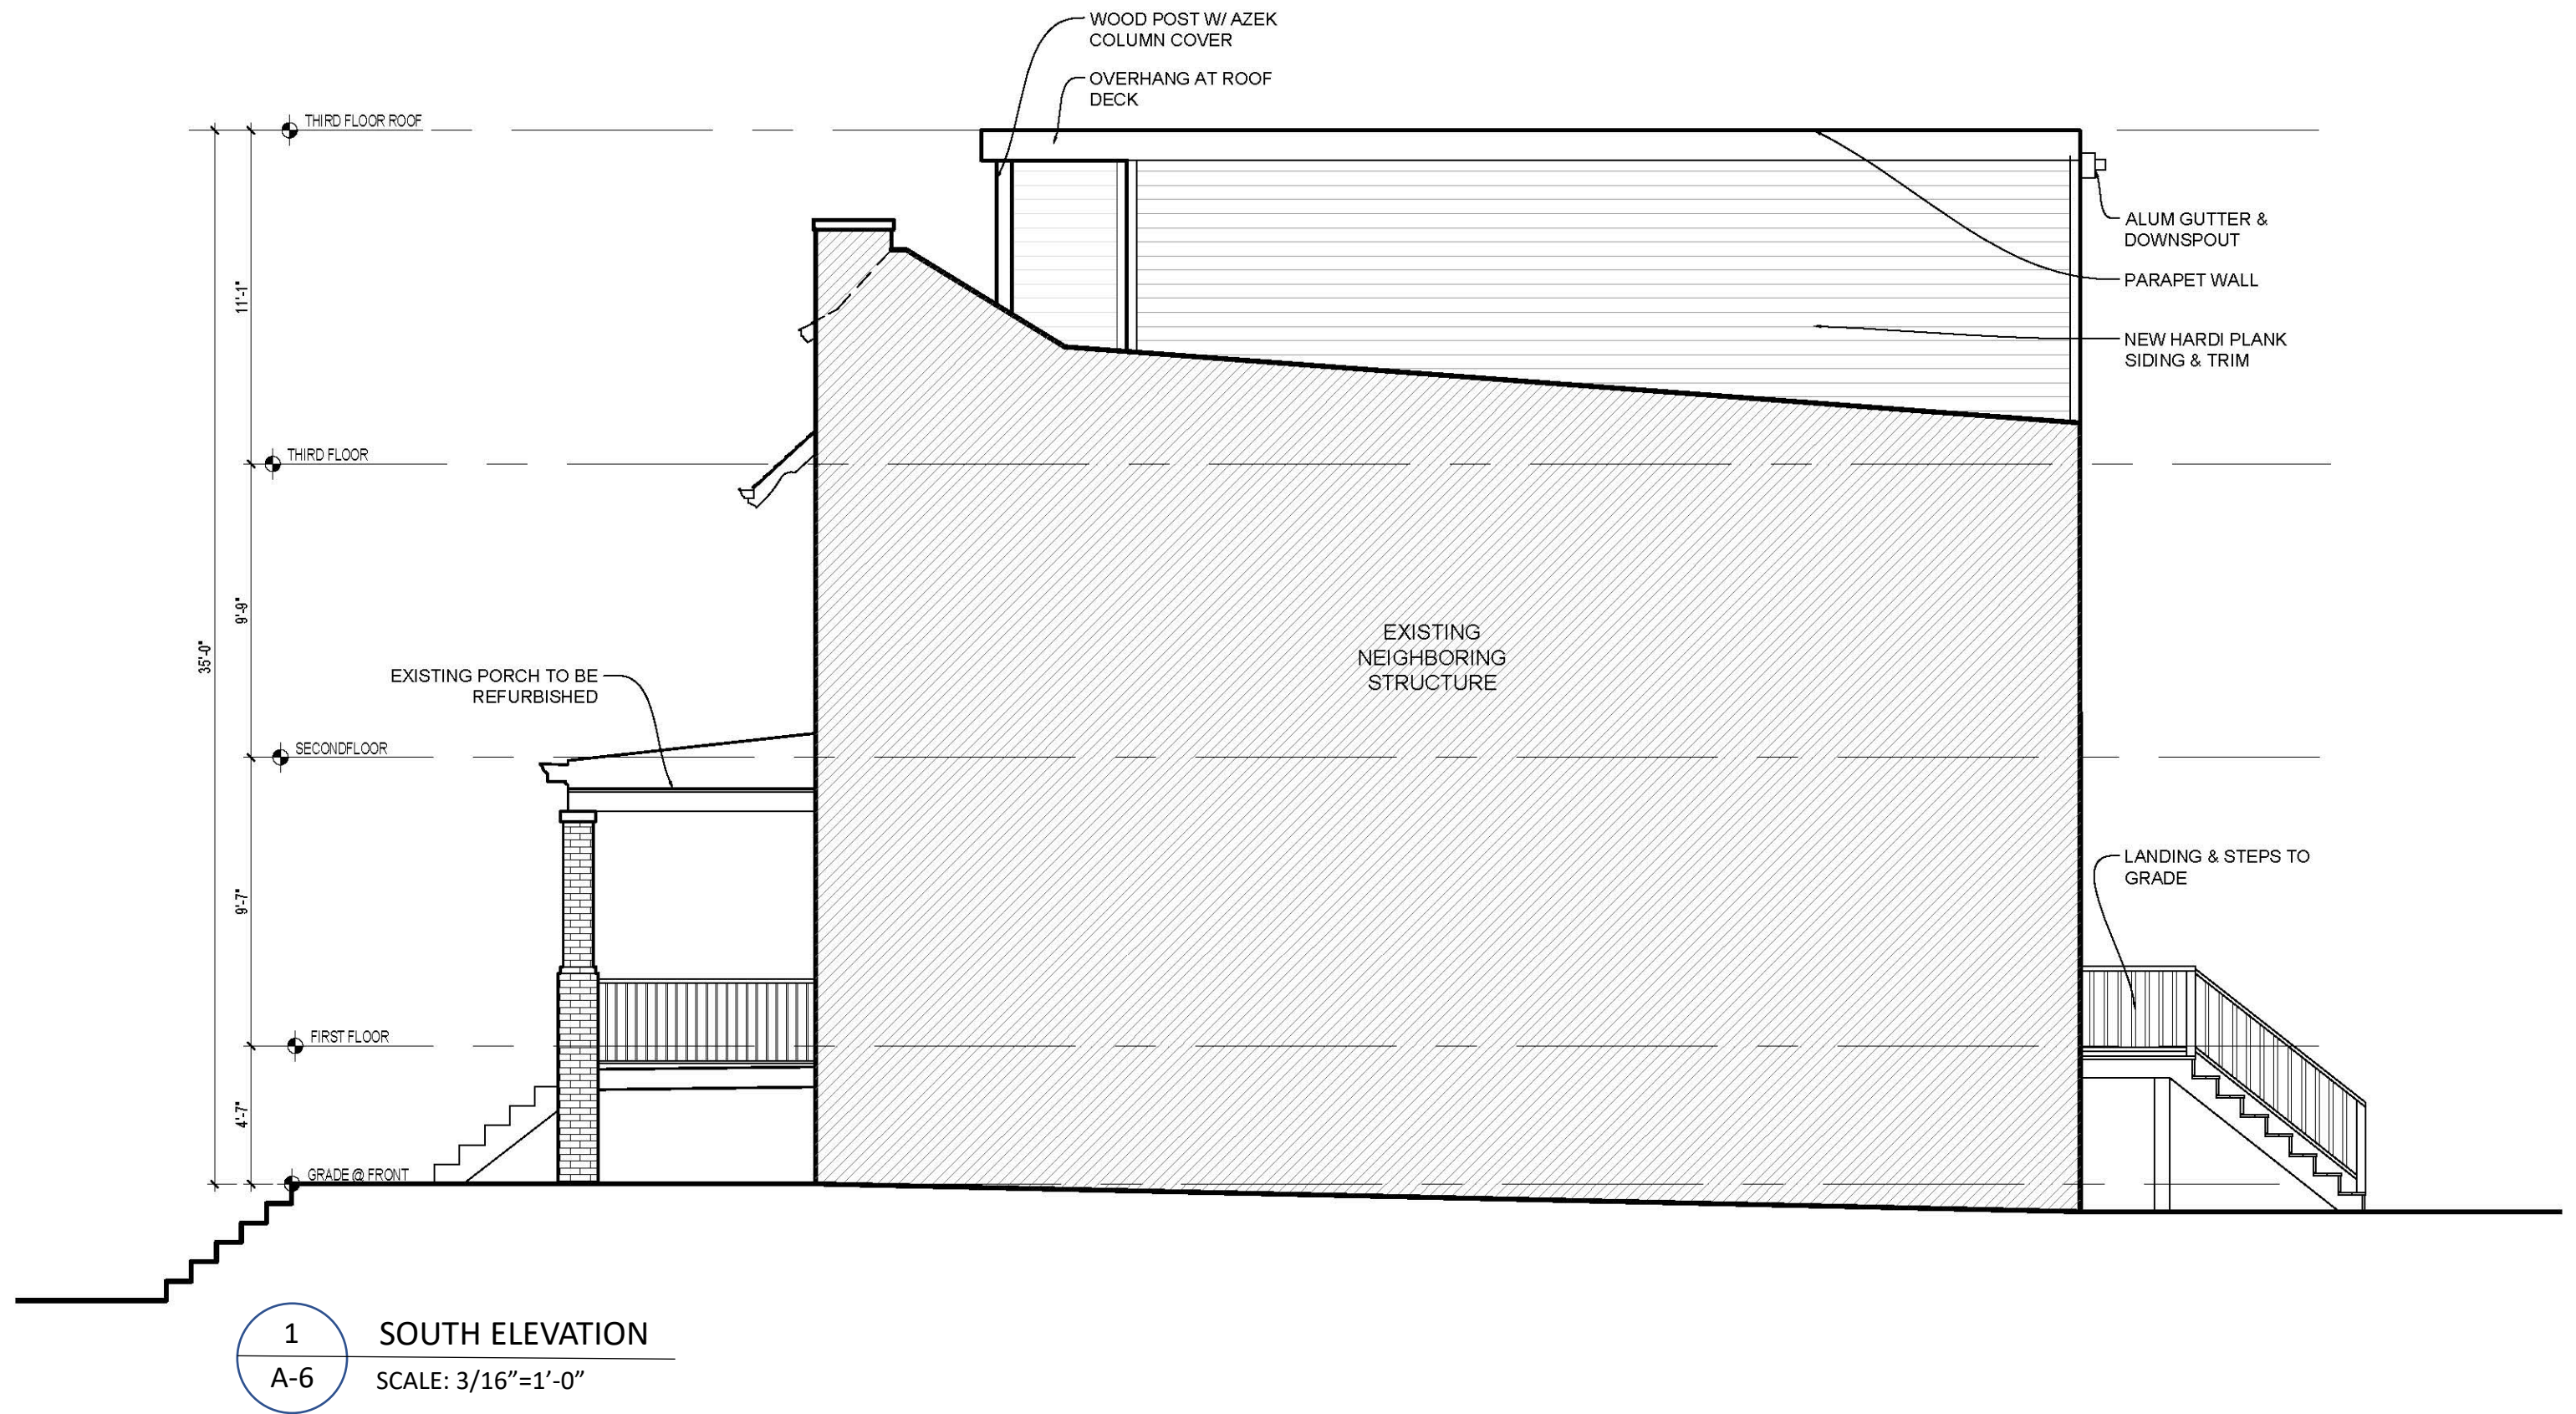 WOOD POST W/ AZEK
COLUMN COVER
OVERHANG AT ROOF
DECK
THIRD FLOOR ROOF
ALUM GUTTER &
DOWNSPOUT
PARAPET WALL
11'-1"
NEW HARDI PLANK
SIDING & TRIM
THIRD FLOOR
9'-9"
35'-0"
EXISTING
NEIGHBORING
STRUCTURE
EXISTING PORCH TO BE
REFURBISHED
SECONDFLOOR
LANDING & STEPS TO
GRADE
9'-7"
FIRST FLOOR
4'-7"
GRADE @ FRONT
1
A-6
SOUTH ELEVATION
SCALE: 3/16”=1’-0”